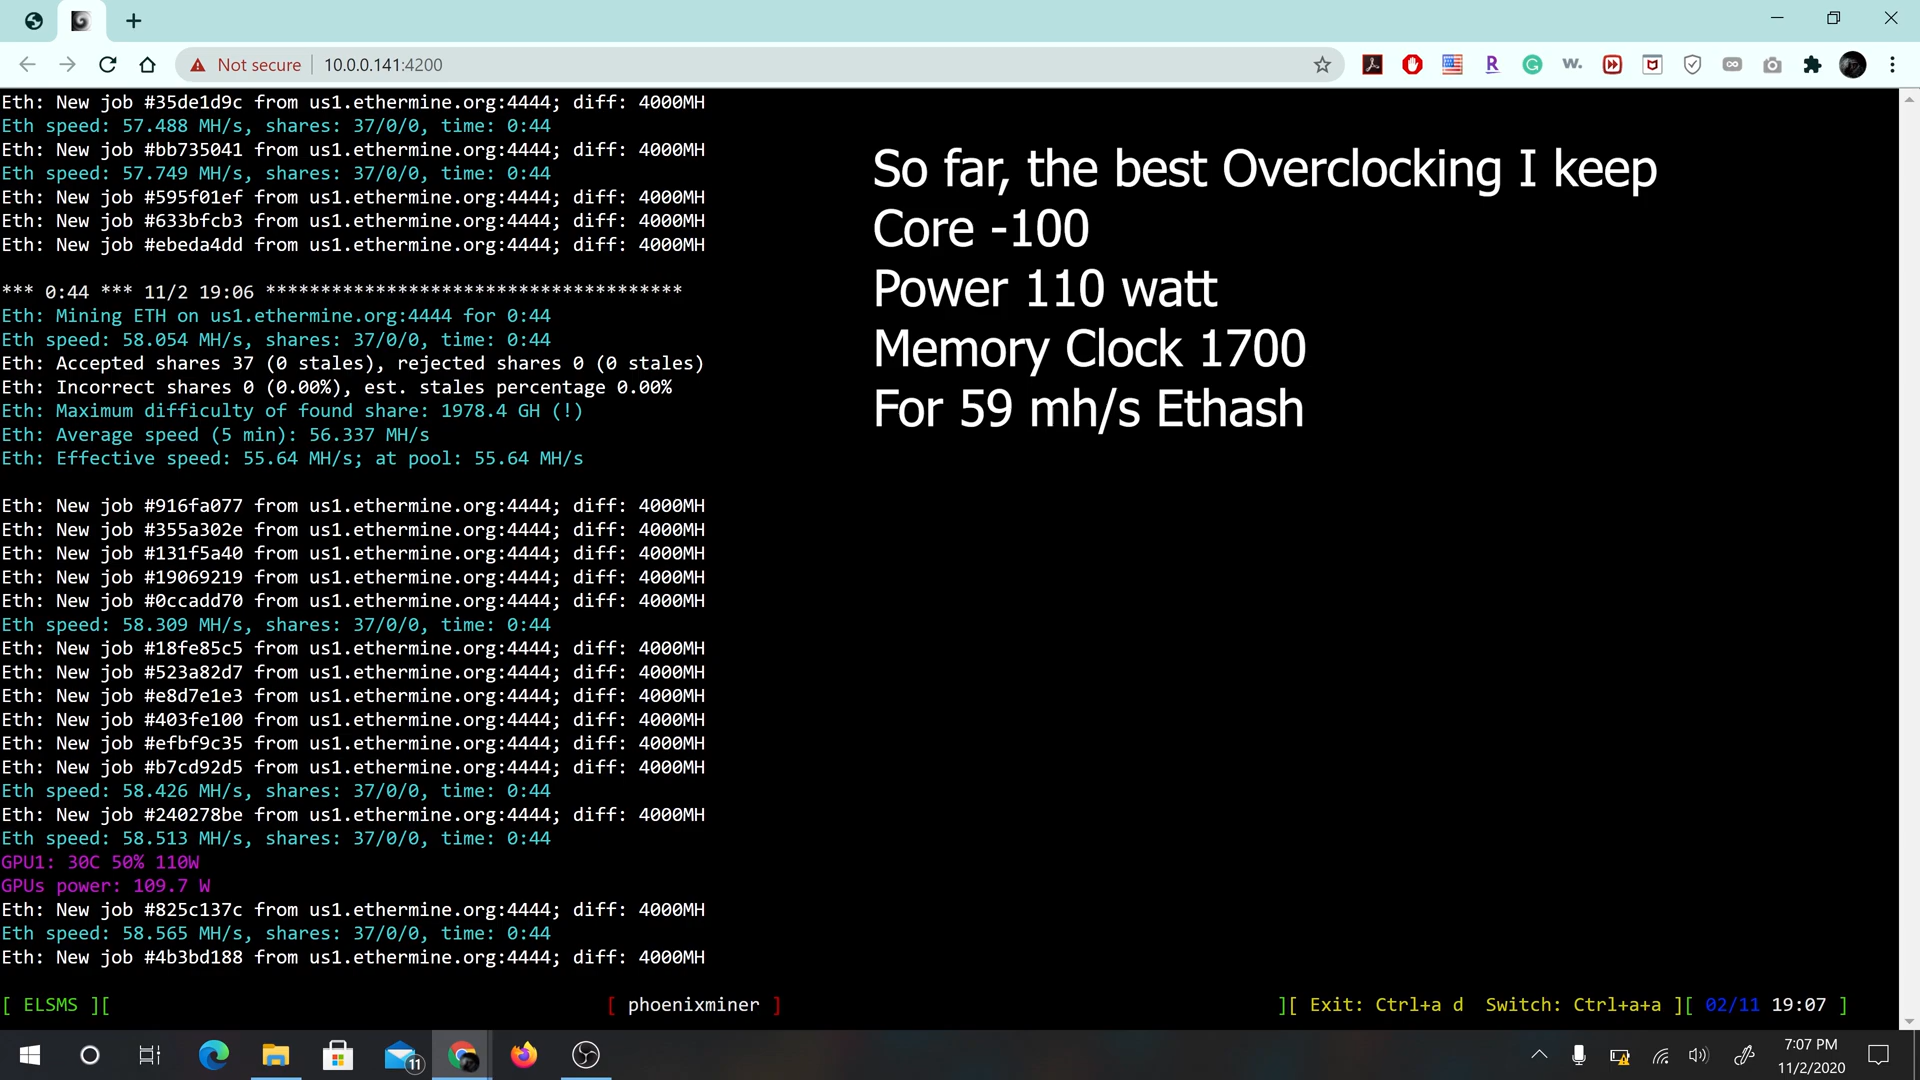 Not secure
10.0.0.141:4200
Eth: New job #35de1d9c from us1.ethermine.org:4444; diff: 4000MH
Eth speed: 57.488 MH/s, shares: 37/0/0, time: 0:44
Eth: New job #bb735041 from us1.ethermine.org:4444; diff: 4000MH
Eth speed: 57.749 MH/s, shares: 37/0/0, time: 0:44
Eth: New job #595f01ef from us1.ethermine.org:4444; diff: 4000MH
Eth: New job #633bfcb3 from us1.ethermine.org:4444; diff: 4000MH
Eth: New job #ebeda4dd from us1.ethermine.org:4444; diff: 4000MH
*** 0:44 *** 11/2 19:06 **************************************
Eth: Mining ETH on us1.ethermine.org:4444 for 0:44
Eth speed: 58.054 MH/s, shares: 37/0/0, time: 0:44
Eth: Accepted shares 37 (0 stales), rejected shares 0 (0 stales)
Eth: Incorrect shares 0 (0.00%), est. stales percentage 0.00%
Eth: Maximum difficulty of found share: 1978.4 GH (!)
Eth: Average speed (5 min): 56.337 MH/s
Eth: Effective speed: 55.64 MH/s; at pool: 55.64 MH/s
Eth: New job #916fa077 from us1.ethermine.org:4444; diff: 4000MH
Eth: New job #355a302e from us1.ethermine.org:4444; diff: 4000MH
Eth: New job #131f5a40 from us1.ethermine.org:4444; diff: 4000MH
Eth: New job #19069219 from us1.ethermine.org:4444; diff: 4000MH
Eth: New job #0ccadd70 from us1.ethermine.org:4444; diff: 4000MH
Eth speed: 58.309 MH/s, shares: 37/0/0, time: 0:44
Eth: New job #18fe85c5 from us1.ethermine.org:4444; diff: 4000MH
Eth: New job #523a82d7 from us1.ethermine.org:4444; diff: 4000MH
Eth: New job #e8d7e1e3 from us1.ethermine.org:4444; diff: 4000MH
Eth: New job #403fe100 from us1.ethermine.org:4444; diff: 4000MH
Eth: New job #efbf9c35 from us1.ethermine.org:4444; diff: 4000MH
Eth: New job #b7cd92d5 from us1.ethermine.org:4444; diff: 4000MH
Eth speed: 58.426 MH/s, shares: 37/0/0, time: 0:44
Eth: New job #240278be from us1.ethermine.org:4444; diff: 4000MH
Eth speed: 58.513 MH/s, shares: 37/0/0, time: 0:44
GPU1: 30C 50% 110W
GPUs power: 109.7 W
Eth: New job #825c137c from us1.ethermine.org:4444; diff: 4000MH
Eth speed: 58.565 MH/s, shares: 37/0/0, time: 0:44
Eth: New job #4b3bd188 from us1.ethermine.org:4444; diff: 4000MH
So far, the best Overclocking I keep
Core -100
Power 110 watt
Memory Clock 1700
For 59 mh/s Ethash
[ ELSMS ][ [ phoenixminer ] ][ Exit: Ctrl+a d Switch: Ctrl+a+a ][ 02/11 19:07 ]
11
7:07 PM
11/2/2020